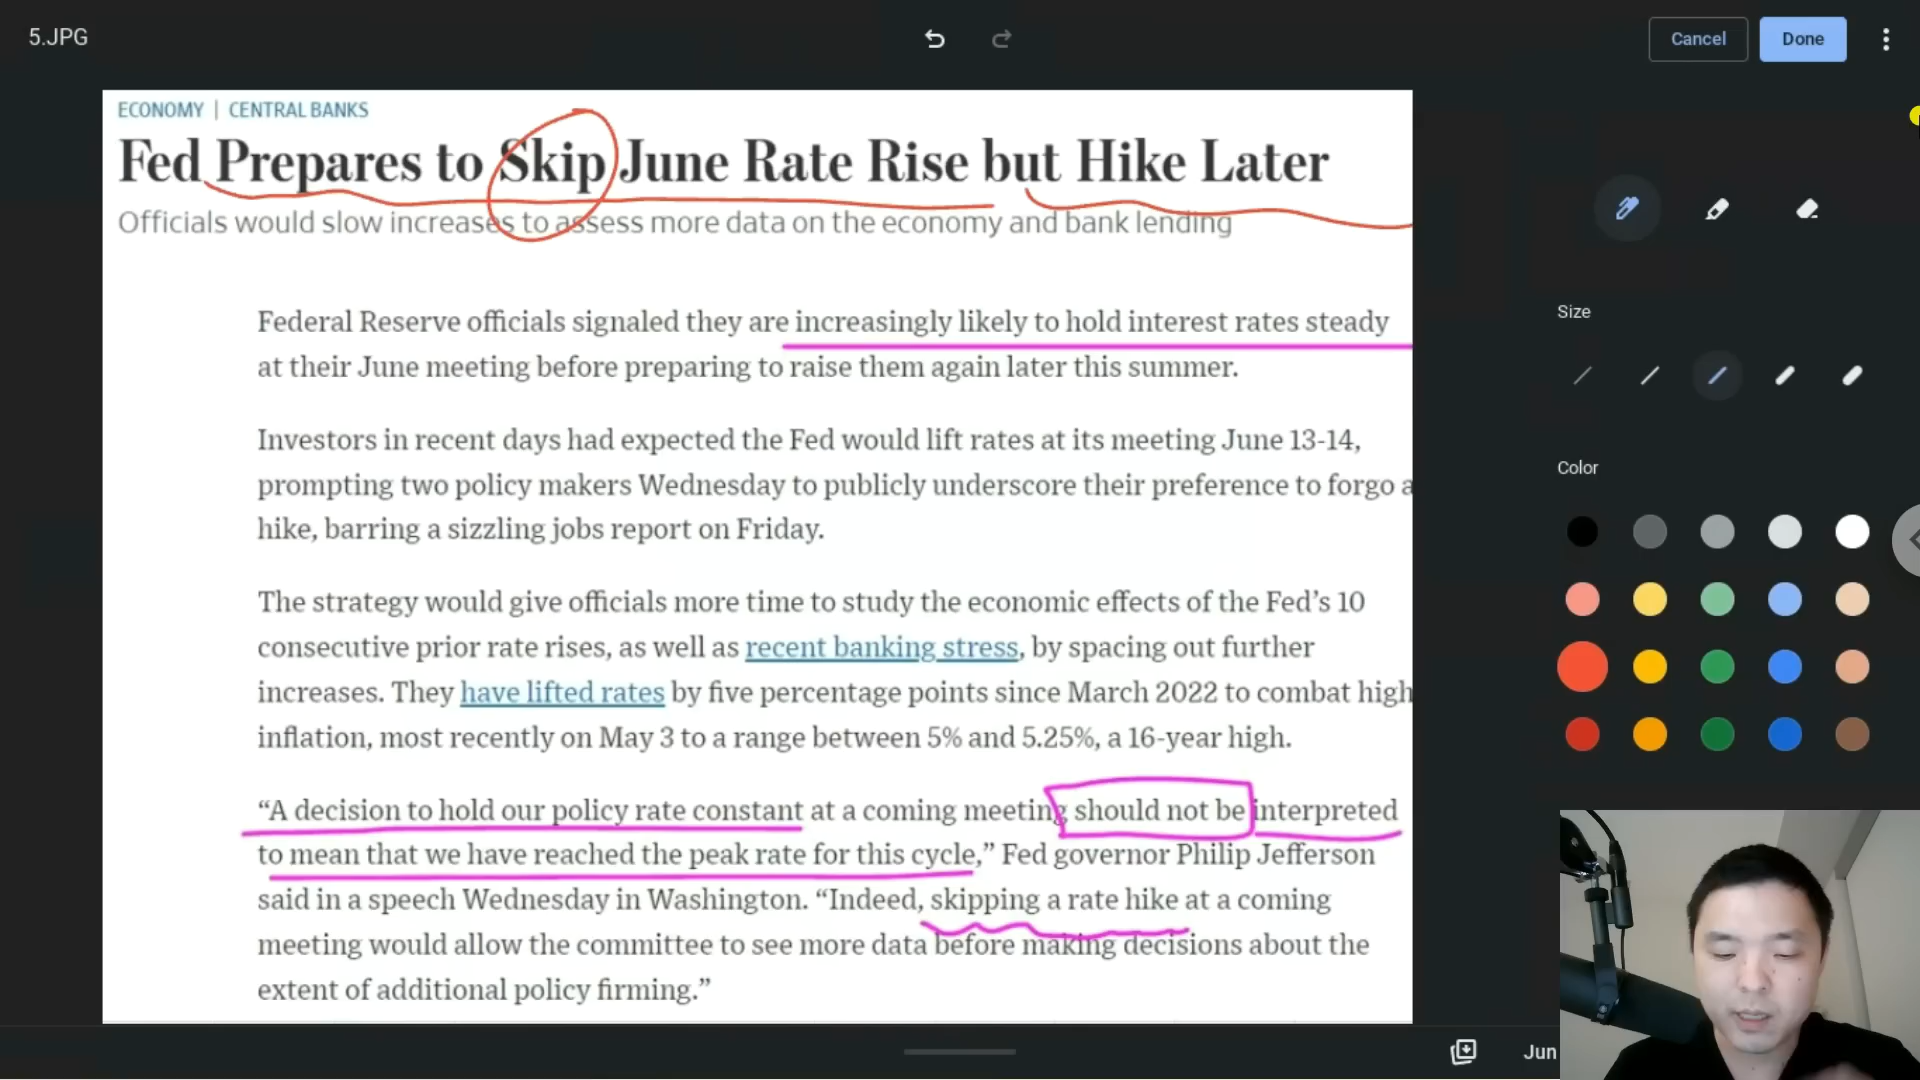 5.JPG
Cancel
Done
ECONOMY | CENTRAL BANKS
Fed Prepares to Skip June Rate Rise but Hike Later
Officials would slow increases to assess more data on the economy and bank lending
Federal Reserve officials signaled they are increasingly likely to hold interest rates steady
at their June meeting before preparing to raise them again later this summer.
Investors in recent days had expected the Fed would lift rates at its meeting June 13-14,
prompting two policy makers Wednesday to publicly underscore their preference to forgo a
hike, barring a sizzling jobs report on Friday.
The strategy would give officials more time to study the economic effects of the Fed’s 10
consecutive prior rate rises, as well as recent banking stress, by spacing out further
increases. They have lifted rates by five percentage points since March 2022 to combat high
inflation, most recently on May 3 to a range between 5% and 5.25%, a 16-year high.
“A decision to hold our policy rate constant at a coming meeting should not be interpreted
to mean that we have reached the peak rate for this cycle,” Fed governor Philip Jefferson
said in a speech Wednesday in Washington. “Indeed, skipping a rate hike at a coming
meeting would allow the committee to see more data before making decisions about the
extent of additional policy firming.”
Size
Color
Jun